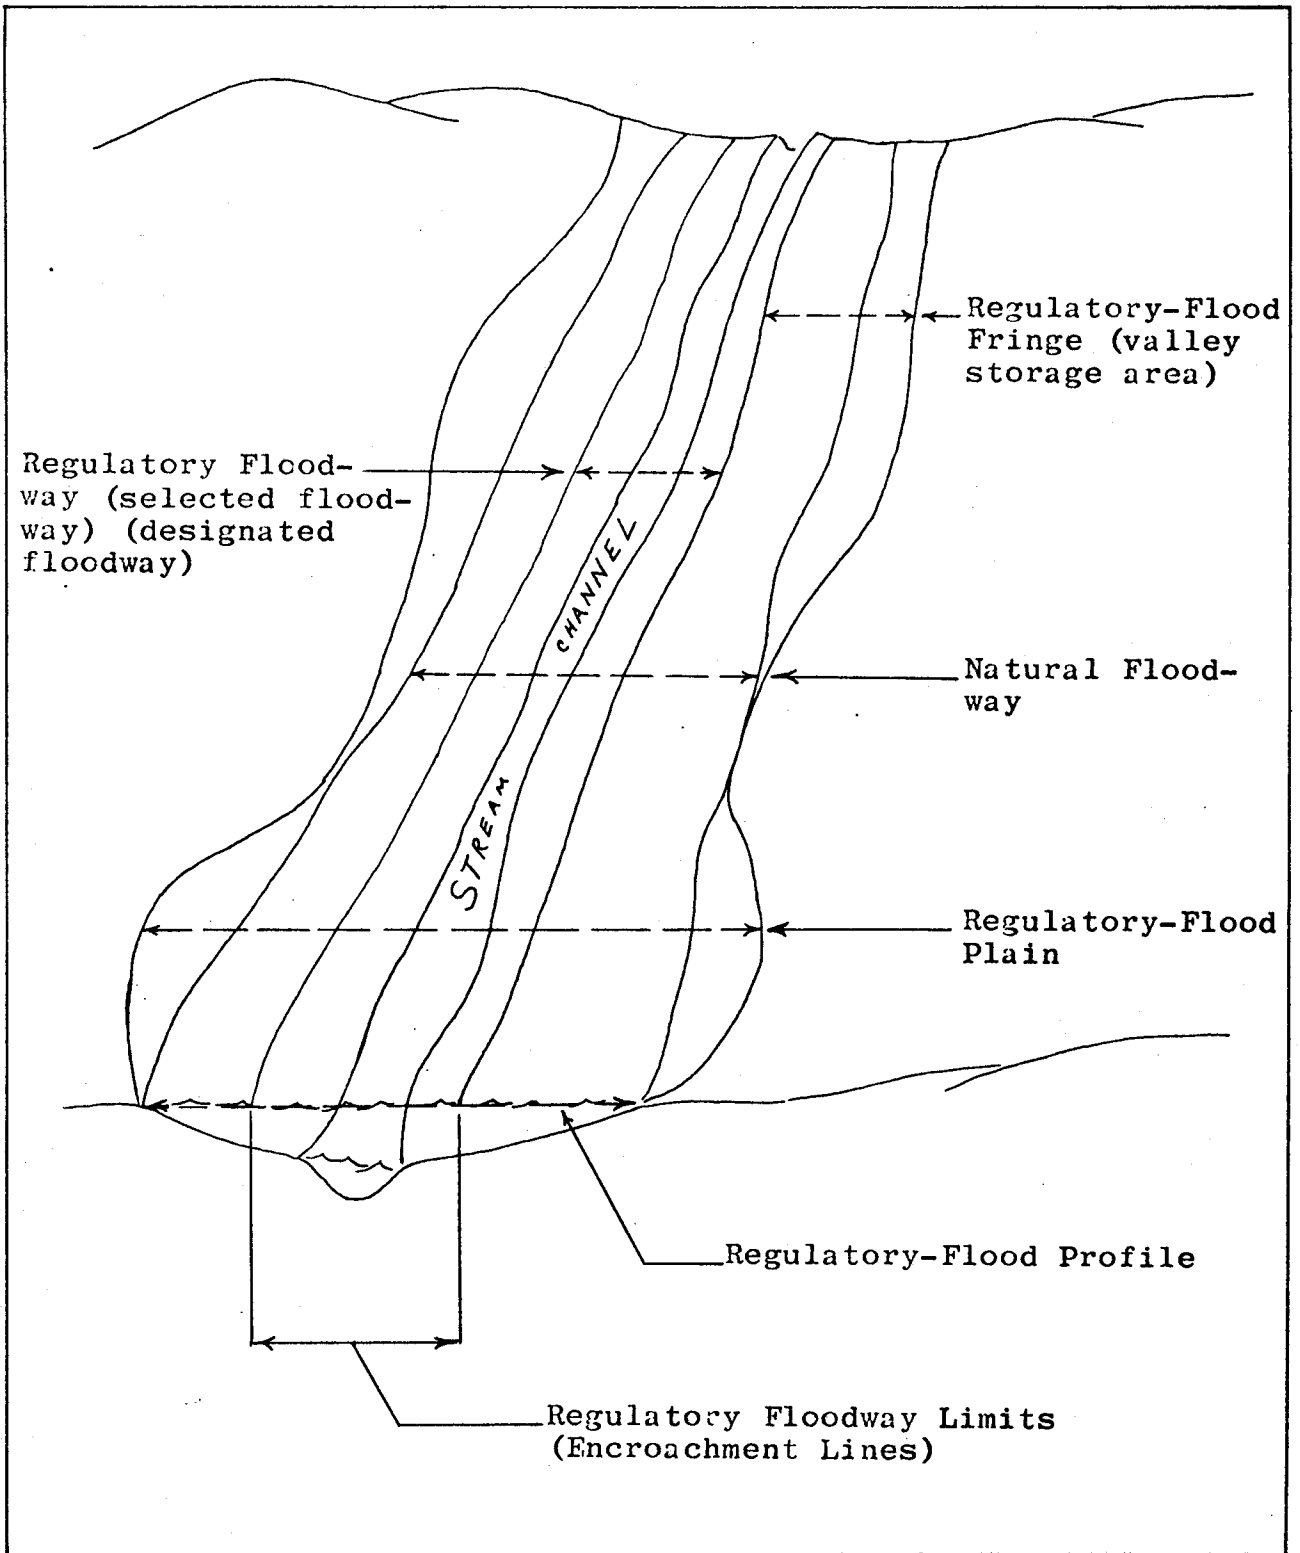 Regulatory-Flood
Fringe (valley
storage area)
Regulatory Flood-
way (selected flood-
way) (designated
floodway)
CHANNEL
Natural Flood-
way
STREAM
Regulatory-Flood
Plain
Regulatory-Flood Profile
Regulatory Floodway Limits
(Encroachment Lines)